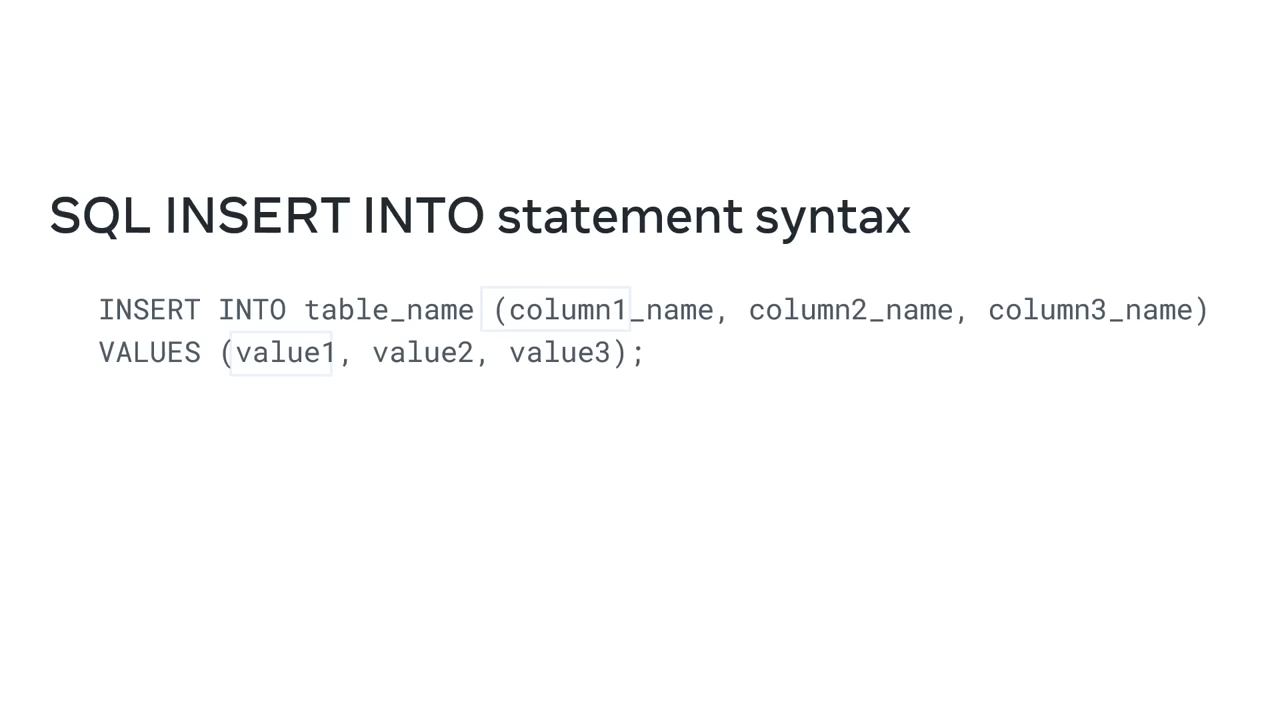 SQL INSERT INTO statement syntax
INSERT INTO table_name (column1_name, column2_name, column3_name)
VALUES (value1, value2, value3);